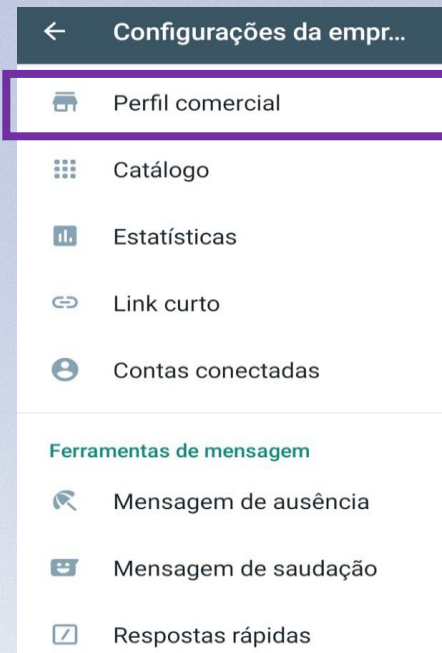 Configurações da empr...
Perfil comercial
Catálogo
Estatísticas
Link curto
Contas conectadas
Ferramentas de mensagem
Mensagem de ausência
Mensagem de saudação
Respostas rápidas